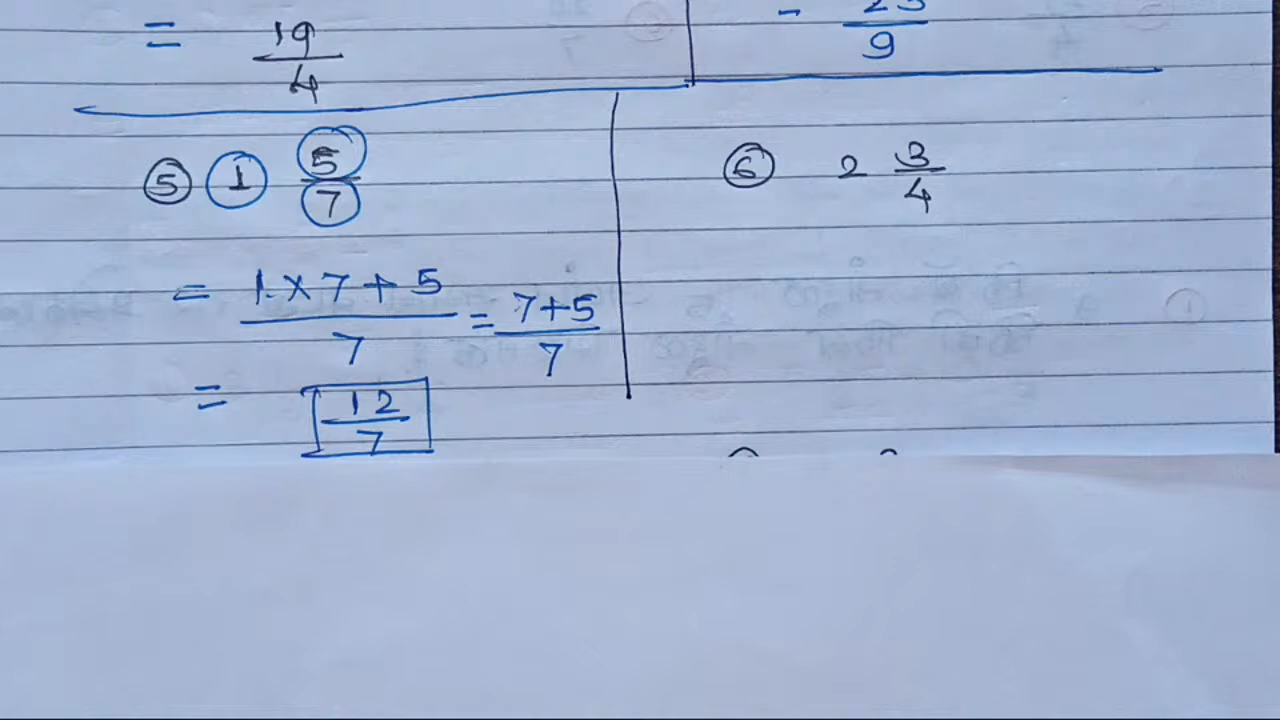 = 19/4
9
⑤ ① 5/7
= 1×7+5/7 = 7+5/7
= 12/7
⑥ 2 3/4